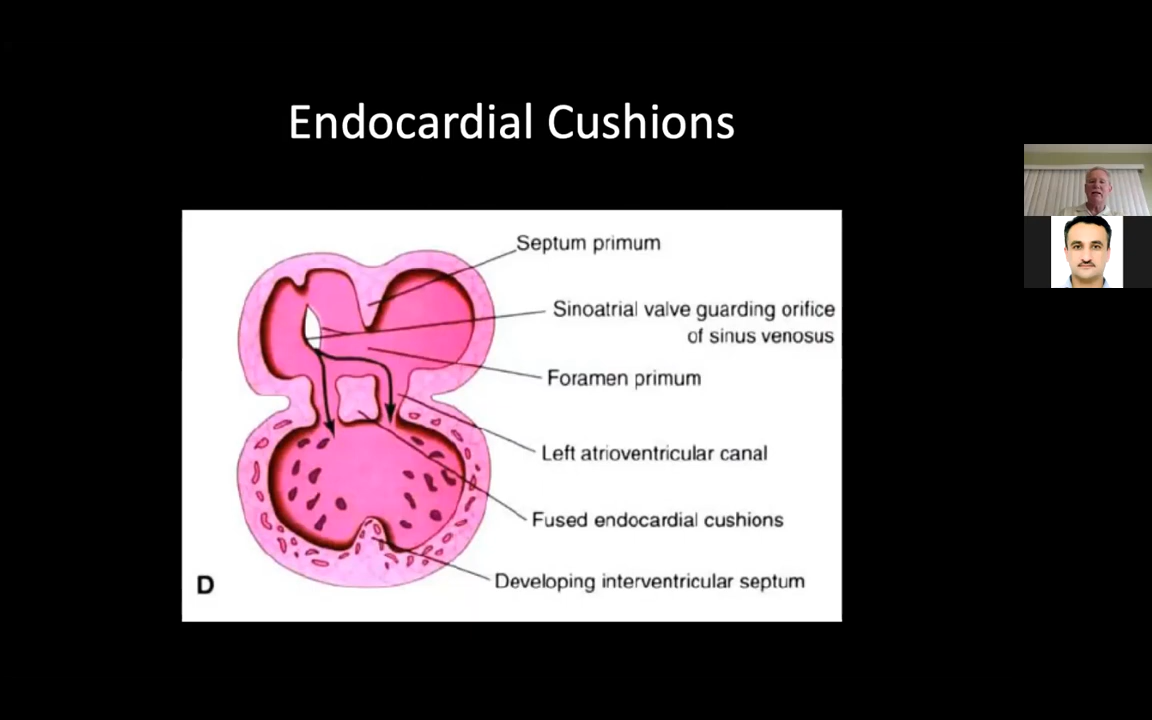 Endocardial Cushions
Septum primum
Sinoatrial valve guarding orifice
of sinus venosus
Foramen primum
Left atrioventricular canal
Fused endocardial cushions
Developing interventricular septum
D